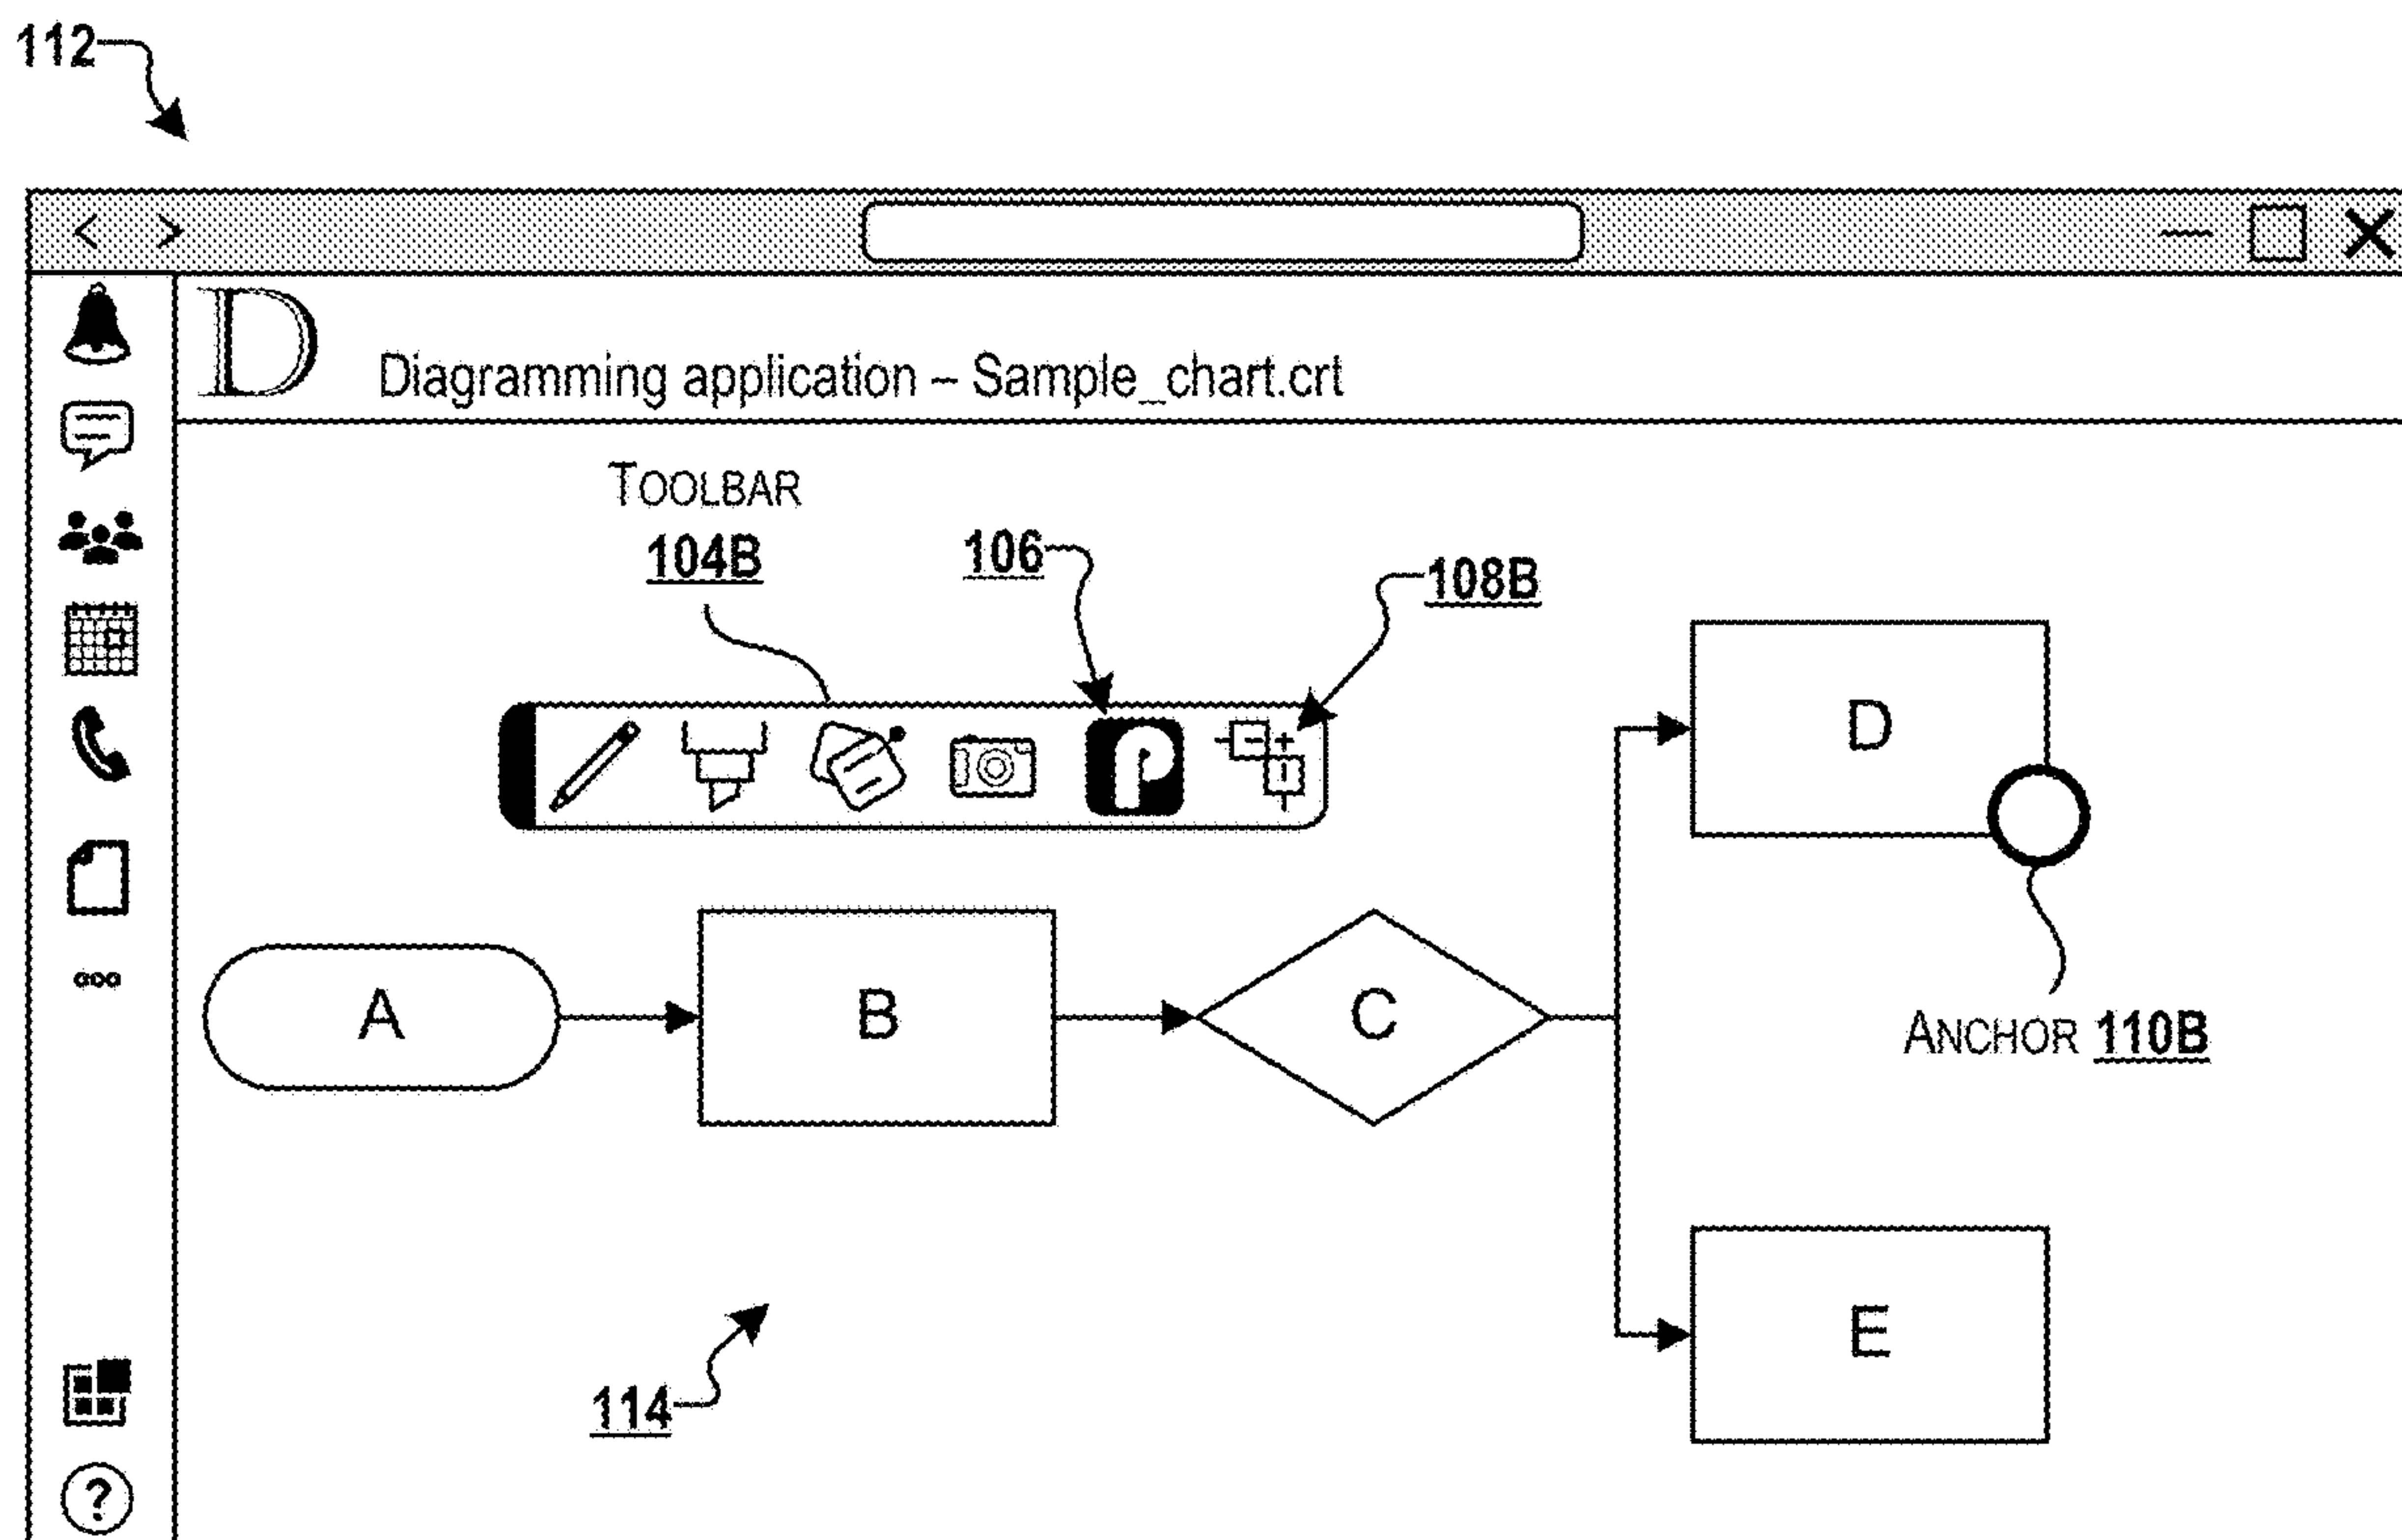 112
< >
D
Diagramming application – Sample_chart.crt
TOOLBAR
104B
106
108B
P
D
A
B
C
ANCHOR 110B
E
114
?